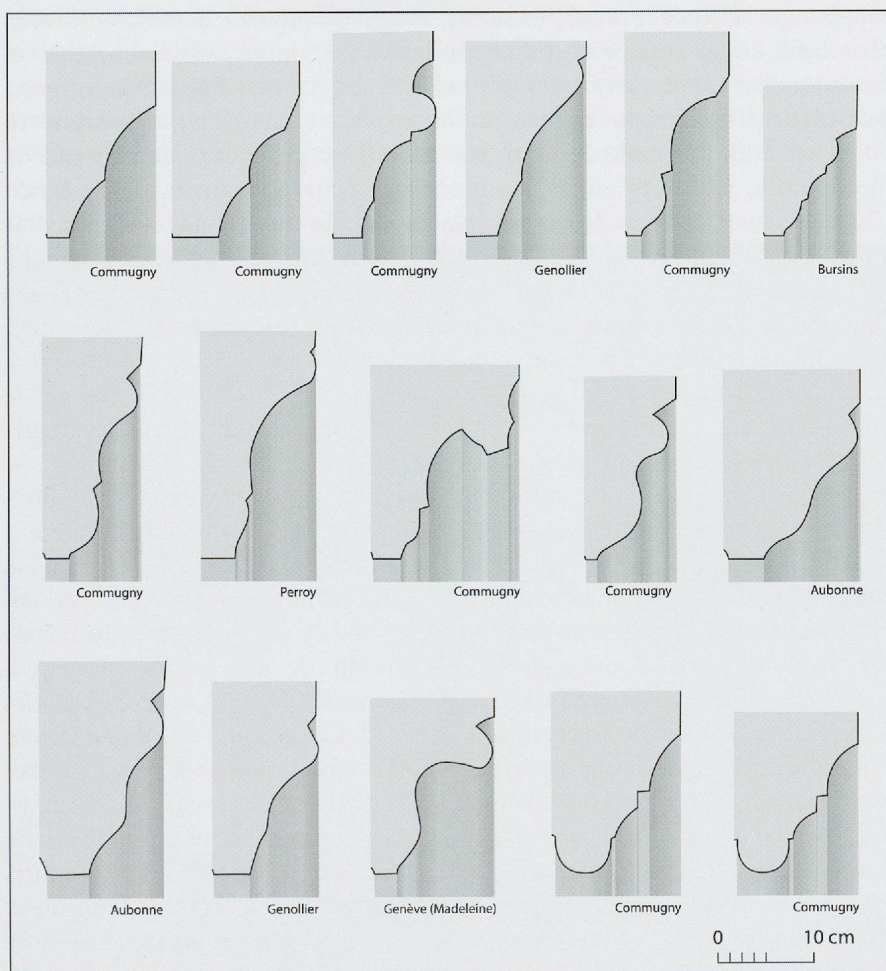 Commugny
Commugny
Commugny
Genollier
Commugny
Bursins
Commugny
Perroy
Commugny
Commugny
Aubonne
Aubonne
Genollier
Genève (Madeleine)
Commugny
Commugny
0 10 cm